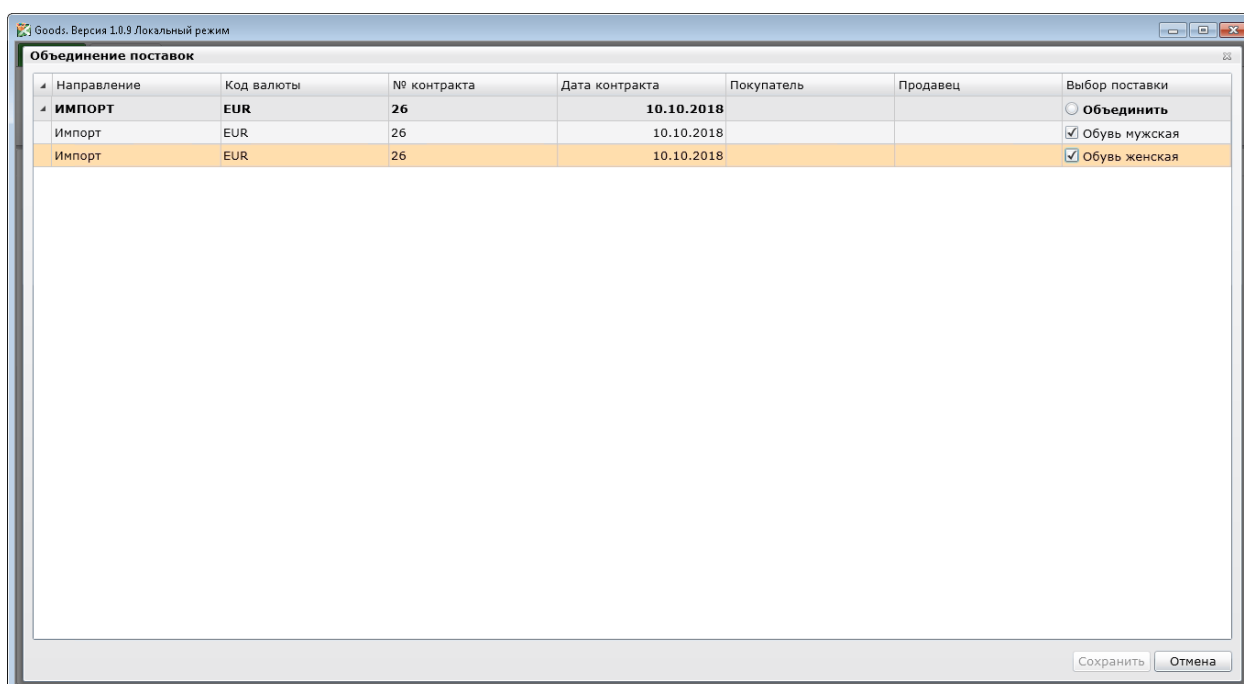 Goods. Версия 1.0.9 Локальный режим
Объединение поставок
Направление Код валюты № контракта Дата контракта Покупатель Продавец Выбор поставки
ИМПОРТ EUR 26 10.10.2018 Объединить
Импорт EUR 26 10.10.2018 Обувь мужская
Импорт EUR 26 10.10.2018 Обувь женская
Сохранить Отмена